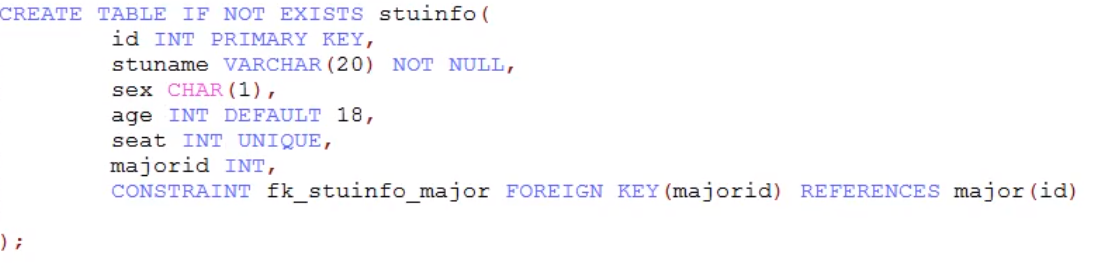 CREATE TABLE IF NOT EXISTS stuinfo(
id INT PRIMARY KEY,
stuname VARCHAR(20) NOT NULL,
sex CHAR(1),
age INT DEFAULT 18,
seat INT UNIQUE,
majorid INT,
CONSTRAINT fk_stuinfo_major FOREIGN KEY(majorid) REFERENCES major(id)
);